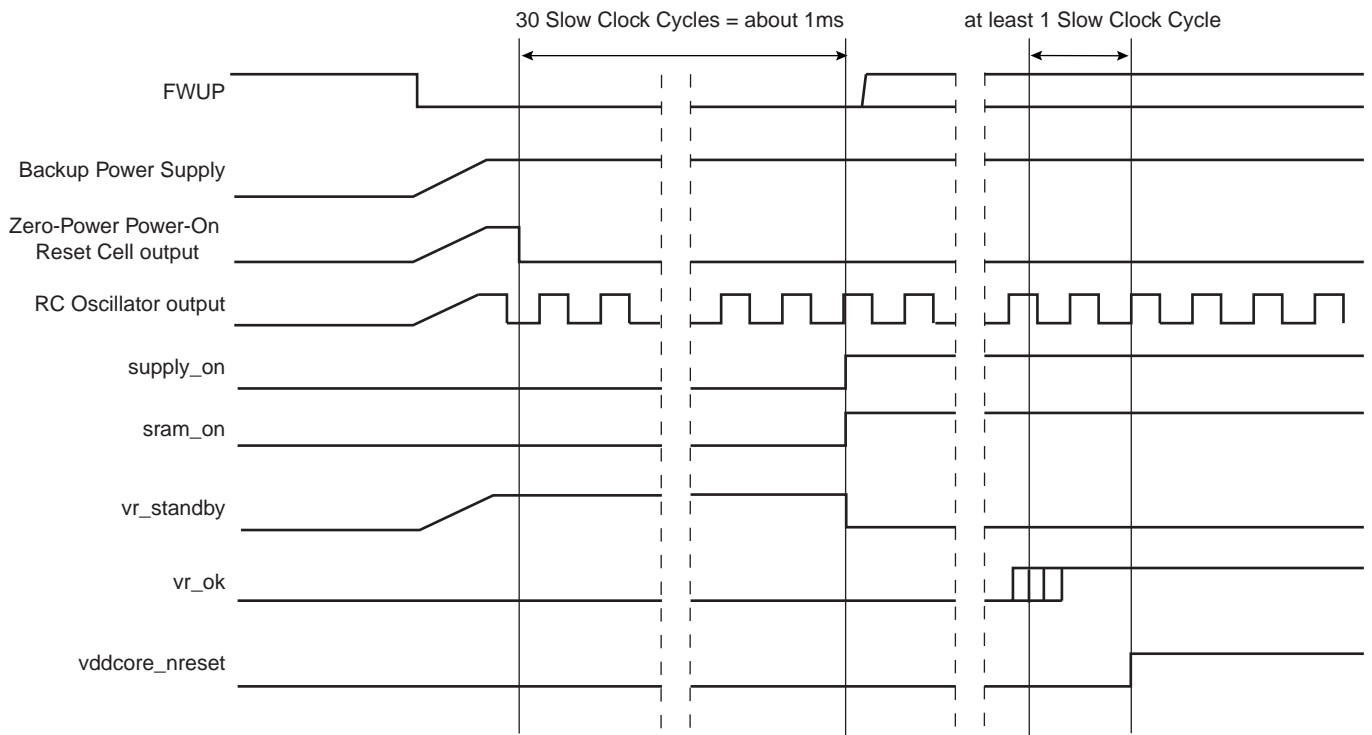 30 Slow Clock Cycles = about 1ms
at least 1 Slow Clock Cycle
FWUP
Backup Power Supply
Zero-Power Power-On
Reset Cell output
RC Oscillator output
supply_on
sram_on
vr_standby
vr_ok
vddcore_nreset